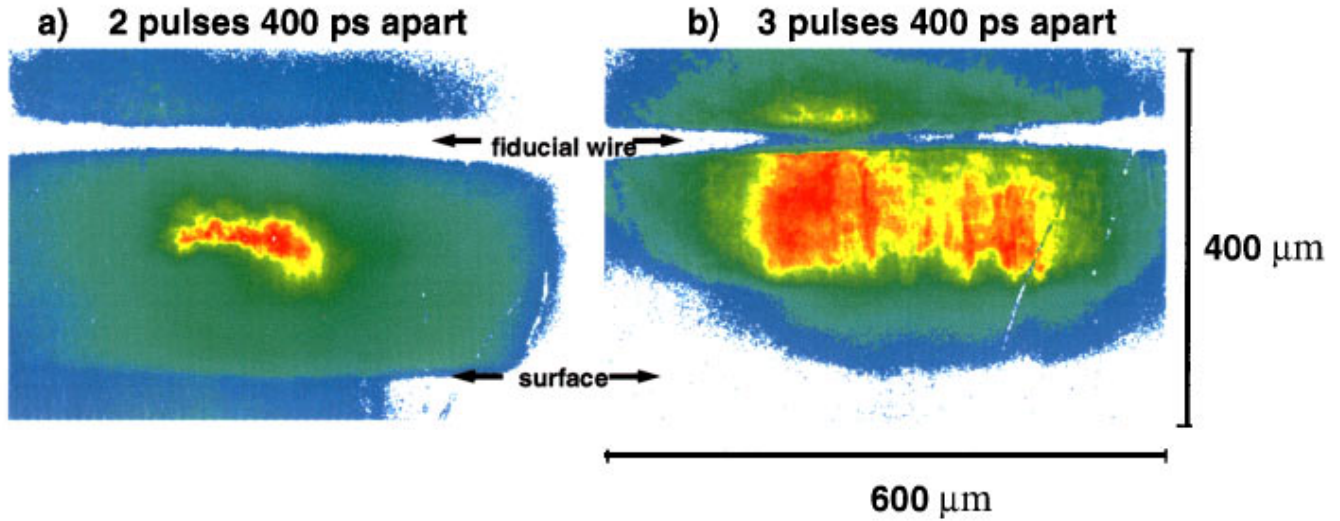 a) 2 pulses 400 ps apart
b) 3 pulses 400 ps apart
fiducial wire
400 μm
surface
600 μm